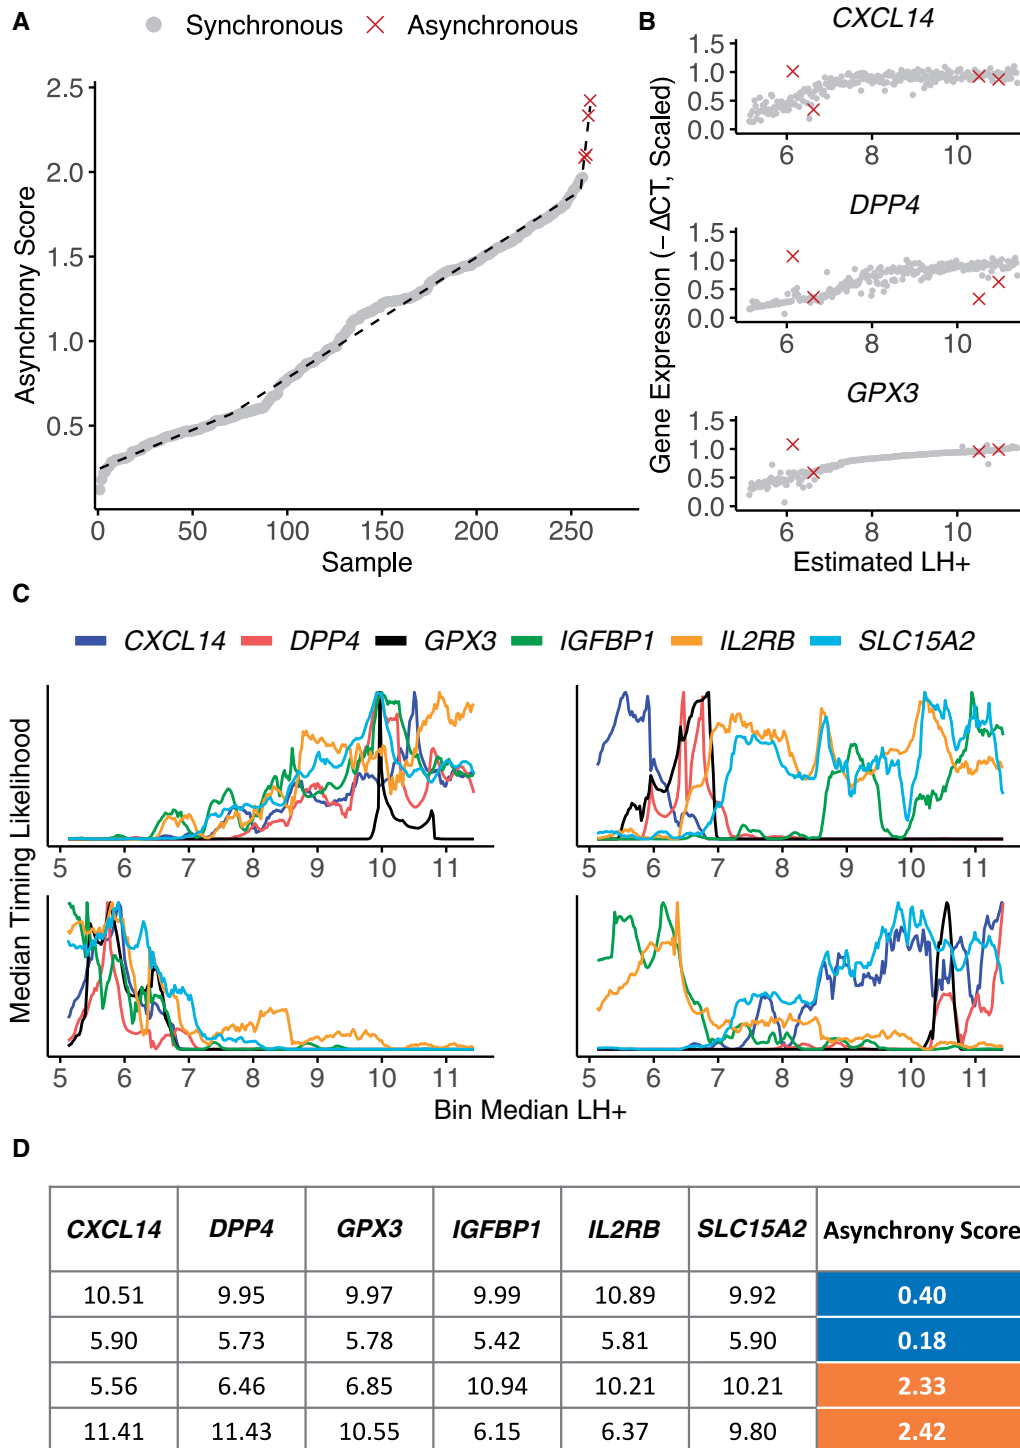 A
Synchronous Asynchronous
Asynchrony Score
2.5
2.0
1.5
1.0
0.5
0 50 100 150 200 250
Sample
B
Gene Expression (−ΔCT, Scaled)
CXCL14
1.5
1.0
0.5
0.0
6 8 10
DPP4
1.5
1.0
0.5
0.0
6 8 10
GPX3
1.5
1.0
0.5
0.0
6 8 10
Estimated LH+
C
CXCL14 DPP4 GPX3 IGFBP1 IL2RB SLC15A2
Median Timing Likelihood
5 6 7 8 9 10 11
5 6 7 8 9 10 11
5 6 7 8 9 10 11
5 6 7 8 9 10 11
Bin Median LH+
D
CXCL14 DPP4 GPX3 IGFBP1 IL2RB SLC15A2 Asynchrony Score
10.51 9.95 9.97 9.99 10.89 9.92 0.40
5.90 5.73 5.78 5.42 5.81 5.90 0.18
5.56 6.46 6.85 10.94 10.21 10.21 2.33
11.41 11.43 10.55 6.15 6.37 9.80 2.42